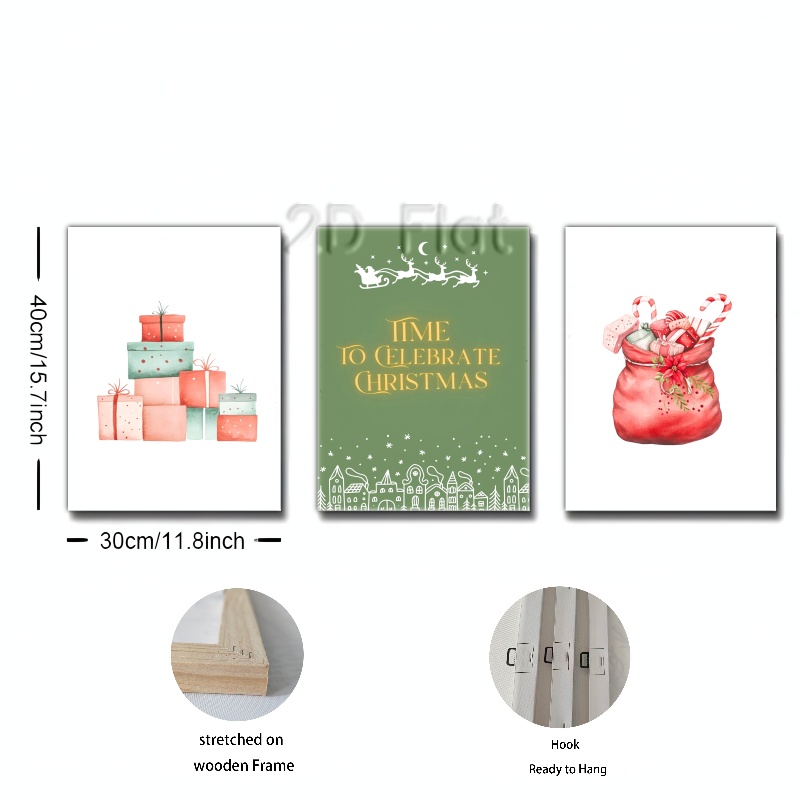 2D Flat
40cm/15.7inch
TIME
TO CELEBRATE
CHRISTMAS
30cm/11.8inch
stretched on
wooden Frame
Hook
Ready to Hang